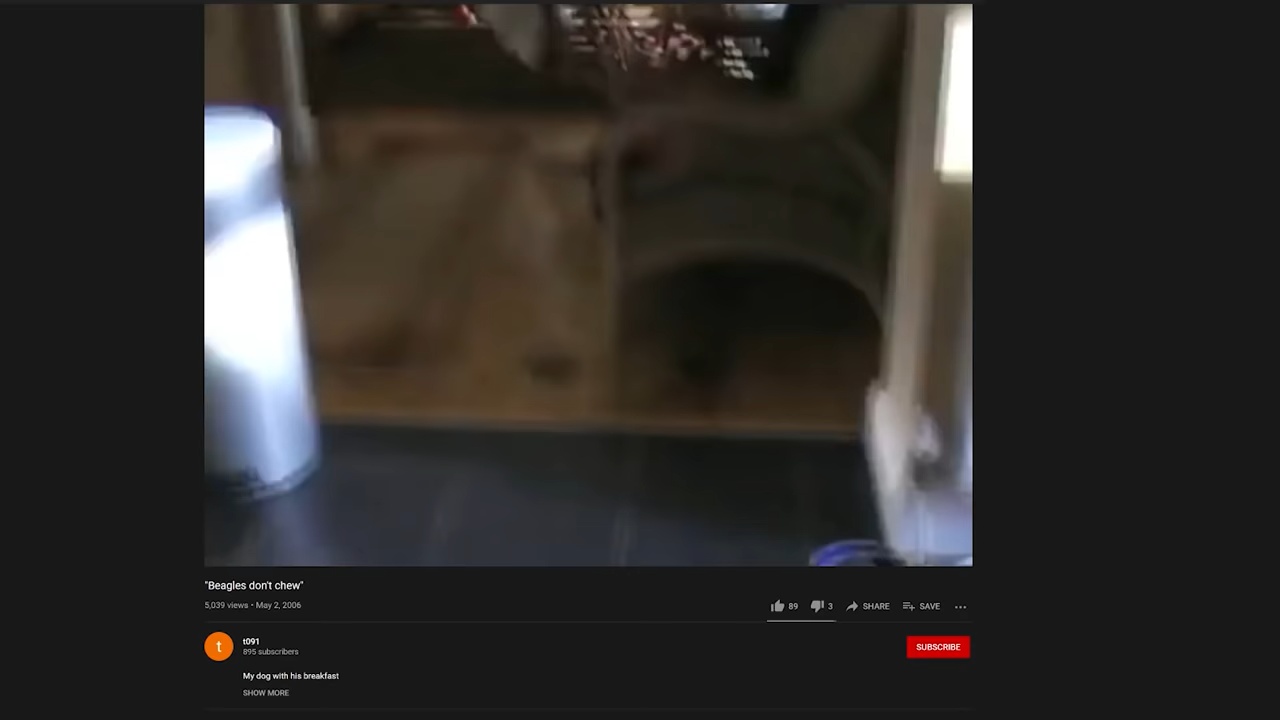 "Beagles don't chew"
5,039 views • May 2, 2006
89 3 SHARE SAVE
t
t091
895 subscribers
SUBSCRIBE
My dog with his breakfast
SHOW MORE